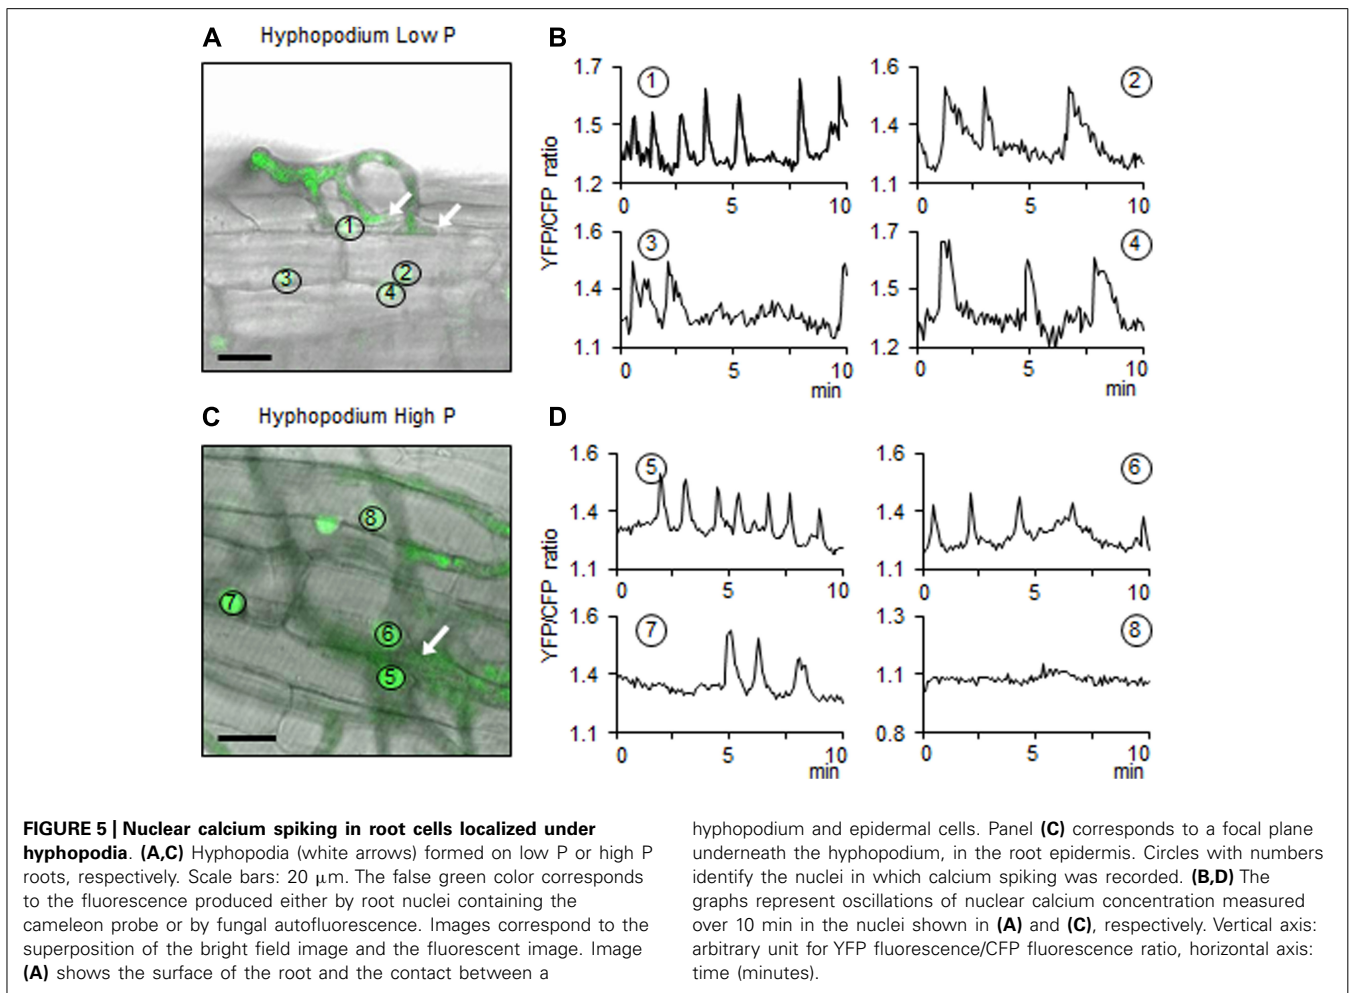 A Hyphopodium Low P
1
2
3
4
B
YFP/CFP ratio
1.7
1.5
1.2
0 5 10
1
1.6
1.4
1.1
0 5 10
2
1.6
1.4
1.1
0 5 10
min
3
1.7
1.5
1.2
0 5 10
min
4
C Hyphopodium High P
8
7
6
5
D
YFP/CFP ratio
1.6
1.4
1.1
0 5 10
5
1.6
1.4
1.1
0 5 10
6
1.6
1.4
1.1
0 5 10
min
7
1.3
1.1
0.8
0 5 10
min
8
FIGURE 5 | Nuclear calcium spiking in root cells localized under
hyphopodia. (A,C) Hyphopodia (white arrows) formed on low P or high P
roots, respectively. Scale bars: 20 μm. The false green color corresponds
to the fluorescence produced either by root nuclei containing the
cameleon probe or by fungal autofluorescence. Images correspond to the
superposition of the bright field image and the fluorescent image. Image
(A) shows the surface of the root and the contact between a
hyphopodium and epidermal cells. Panel (C) corresponds to a focal plane
underneath the hyphopodium, in the root epidermis. Circles with numbers
identify the nuclei in which calcium spiking was recorded. (B,D) The
graphs represent oscillations of nuclear calcium concentration measured
over 10 min in the nuclei shown in (A) and (C), respectively. Vertical axis:
arbitrary unit for YFP fluorescence/CFP fluorescence ratio, horizontal axis:
time (minutes).